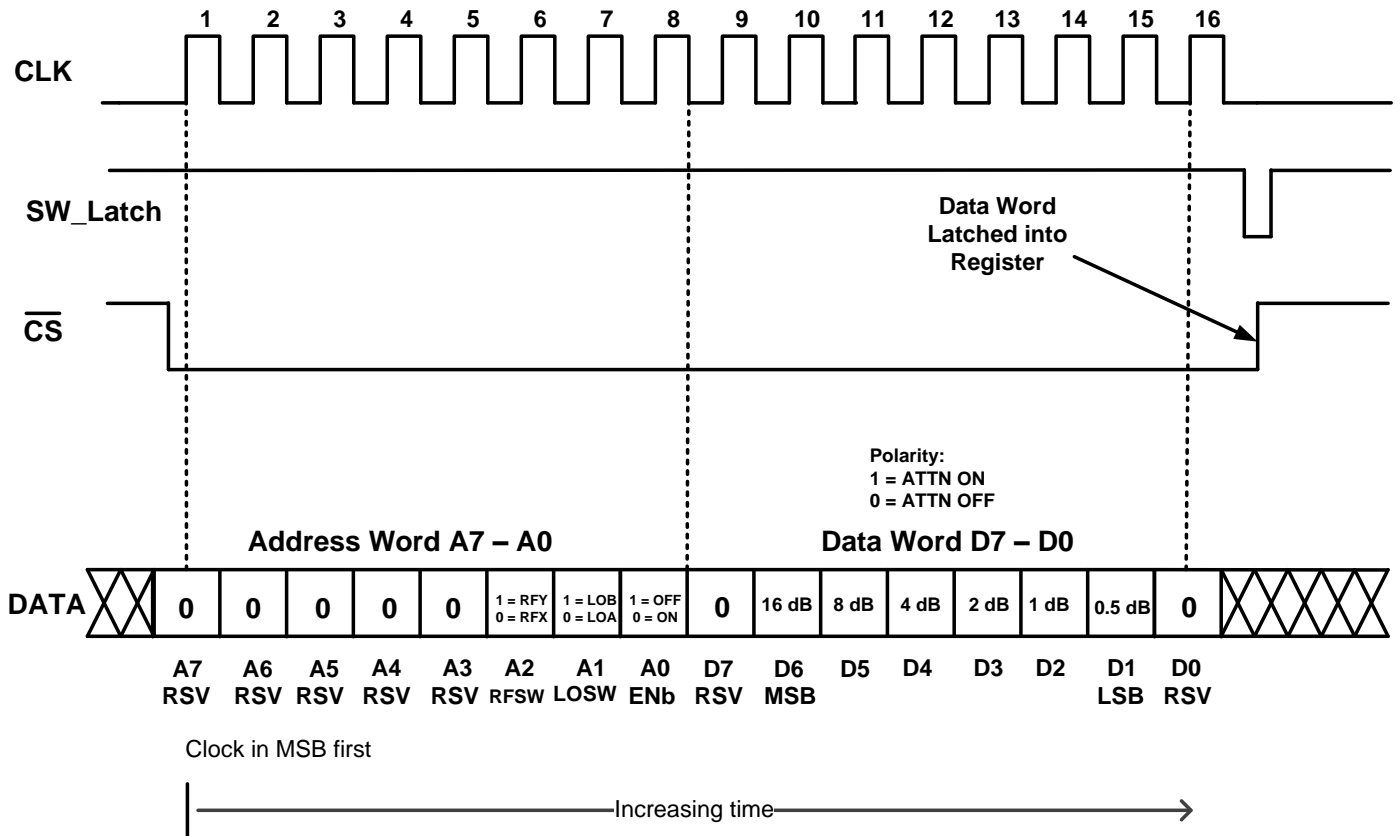 1 2 3 4 5 6 7 8 9 10 11 12 13 14 15 16
CLK
SW_Latch
Data Word
Latched into
Register
CS
Polarity:
1 = ATTN ON
0 = ATTN OFF
Address Word A7 – A0
Data Word D7 – D0
DATA
0
0
0
0
0
1 = RFY
0 = RFX
1 = LOB
0 = LOA
1 = OFF
0 = ON
0
16 dB
8 dB
4 dB
2 dB
1 dB
0.5 dB
0
A7
RSV
A6
RSV
A5
RSV
A4
RSV
A3
RSV
A2
RFSW
A1
LOSW
A0
ENb
D7
RSV
D6
MSB
D5
D4
D3
D2
D1
LSB
D0
RSV
Clock in MSB first
Increasing time